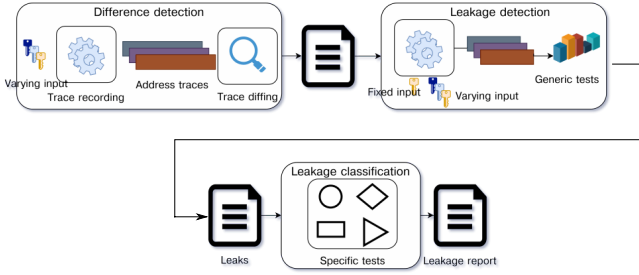 Difference detection
Varying input
Trace recording
Address traces
Trace diffing
Leakage detection
Fixed input
Varying input
Generic tests
Leaks
Leakage classification
Specific tests
Leakage report